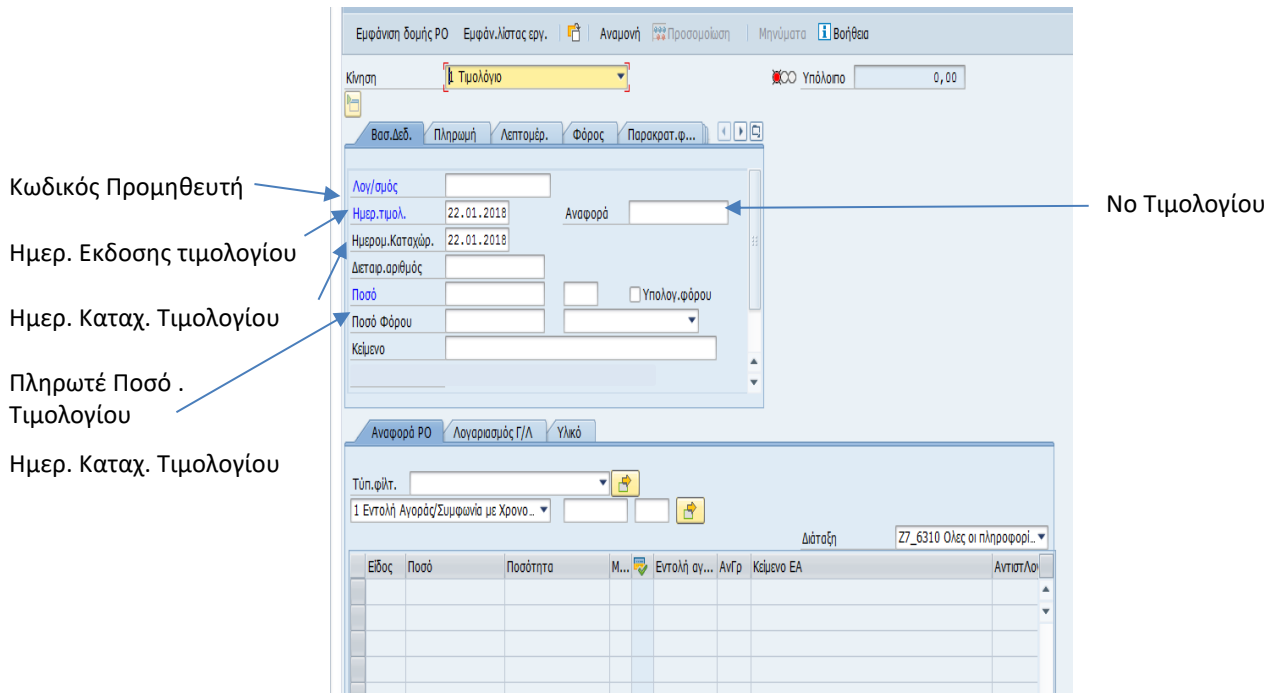 Εμφάνιση δομής PO Εμφάν.λίστας εργ. Αναμονή Προσομοίωση Μηνύματα Βοήθεια
Κίνηση 1 Τιμολόγιο Υπόλοιπο 0,00
Βασ.Δεδ. Πληρωμή Λεπτομέρ. Φόρος Παρακρατ.φ...
Κωδικός Προμηθευτή
Ημερ. Εκδοσης τιμολογίου
Ημερ. Καταχ. Τιμολογίου
Πληρωτέ Ποσό .
Τιμολογίου
Ημερ. Καταχ. Τιμολογίου
Λογ/σμός
Ημερ.τιμολ. 22.01.2018 Αναφορά
Ημερομ.Καταχώρ. 22.01.2018
Διεταιρ.αριθμός
Ποσό Υπολογ.φόρου
Ποσό Φόρου
Κείμενο
Νο Τιμολογίου
Αναφορά PO Λογαριασμός Γ/Λ Υλικό
Τύπ.φίλτ.
1 Εντολή Αγοράς/Συμφωνία με Χρονο..
Διάταξη Z7_6310 Ολες οι πληροφορί..
Είδος Ποσό Ποσότητα Μ... Εντολή αγ... ΑνΓρ Κείμενο ΕΑ ΑντιστΛογ